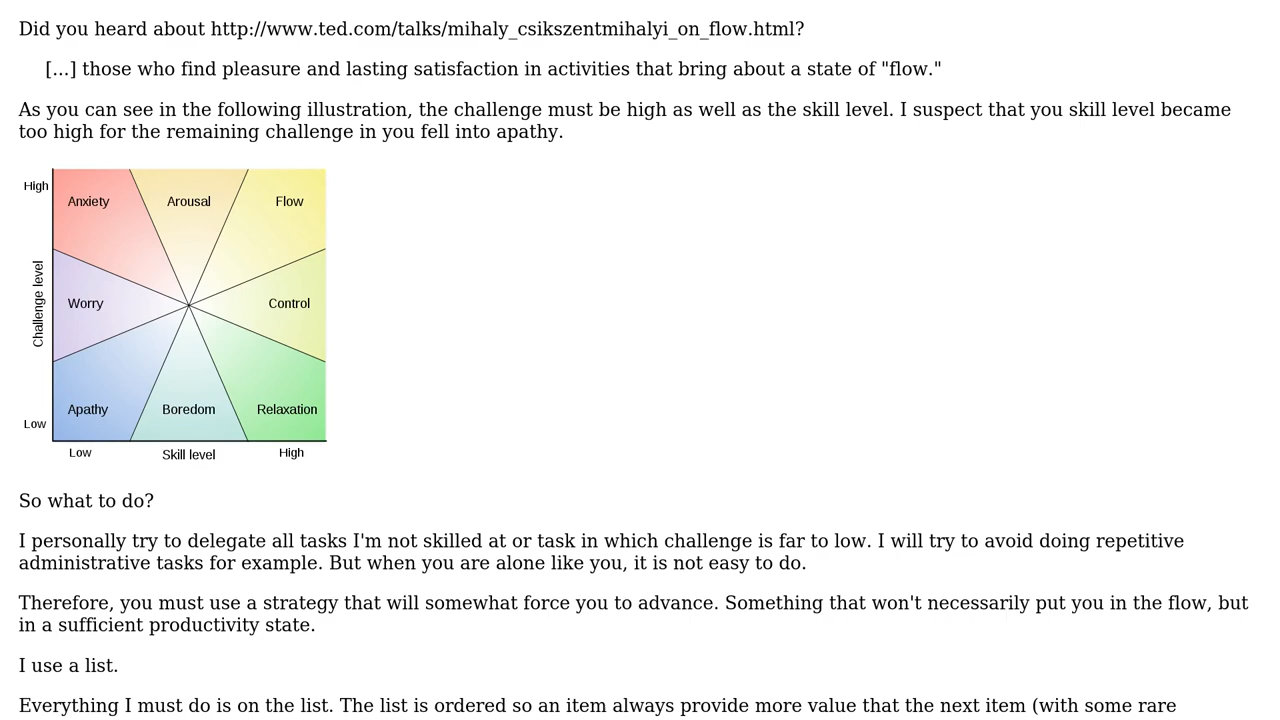 Did you heard about http://www.ted.com/talks/mihaly_csikszentmihalyi_on_flow.html?
[...] those who find pleasure and lasting satisfaction in activities that bring about a state of "flow."
As you can see in the following illustration, the challenge must be high as well as the skill level. I suspect that you skill level became
too high for the remaining challenge in you fell into apathy.
High
Anxiety
Arousal
Flow
Challenge level
Worry
Control
Apathy
Boredom
Relaxation
Low
Low
Skill level
High
So what to do?
I personally try to delegate all tasks I'm not skilled at or task in which challenge is far to low. I will try to avoid doing repetitive
administrative tasks for example. But when you are alone like you, it is not easy to do.
Therefore, you must use a strategy that will somewhat force you to advance. Something that won't necessarily put you in the flow, but
in a sufficient productivity state.
I use a list.
Everything I must do is on the list. The list is ordered so an item always provide more value that the next item (with some rare